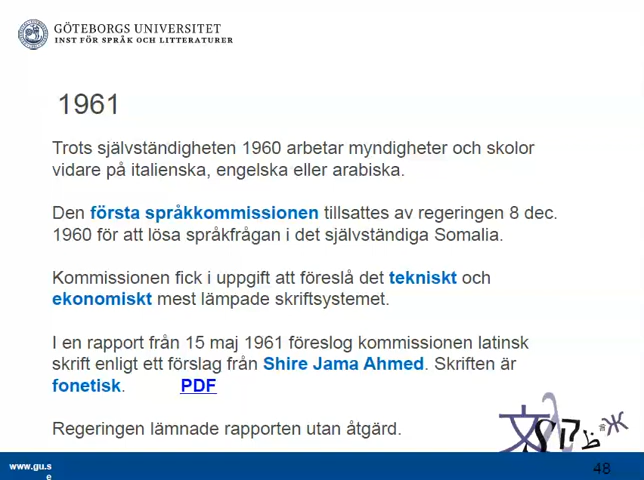 GÖTEBORGS UNIVERSITET
INST FÖR SPRÅK OCH LITTERATURER
1961
Trots självständigheten 1960 arbetar myndigheter och skolor
vidare på italienska, engelska eller arabiska.
Den första språkkommissionen tillsattes av regeringen 8 dec.
1960 för att lösa språkfrågan i det självständiga Somalia.
Kommissionen fick i uppgift att föreslå det tekniskt och
ekonomiskt mest lämpade skriftsystemet.
I en rapport från 15 maj 1961 föreslog kommissionen latinsk
skrift enligt ett förslag från Shire Jama Ahmed. Skriften är
fonetisk. PDF
Regeringen lämnade rapporten utan åtgärd.
www.gu.s
e
48